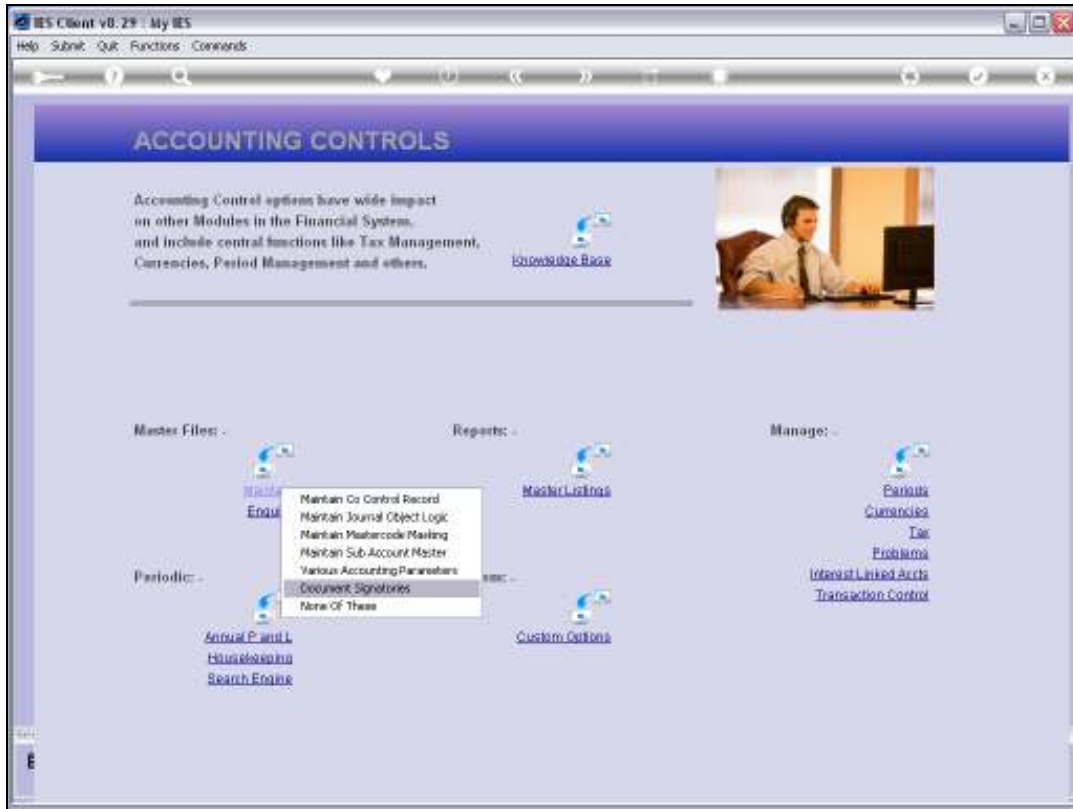 IES Client v8.29 : My IES
Help Submit Quit Functions Commands
ACCOUNTING CONTROLS
Accounting Control options have wide impact
on other Modules in the Financial System,
and include central functions like Tax Management,
Currencies, Period Management and others.
Knowledge Base
Master Files: -
Reports: -
Manage: -
Enqui
Maintain Co Control Record
Maintain Journal Object Logic
Maintain Mastercode Masking
Maintain Sub Account Master
Various Accounting Parameters
Document Signatories
None Of These
Master Listings
Periods
Currencies
Tax
Problems
Interest Linked Accts
Transaction Control
Periodic: -
Annual P and L
Housekeeping
Search Engine
Custom Options